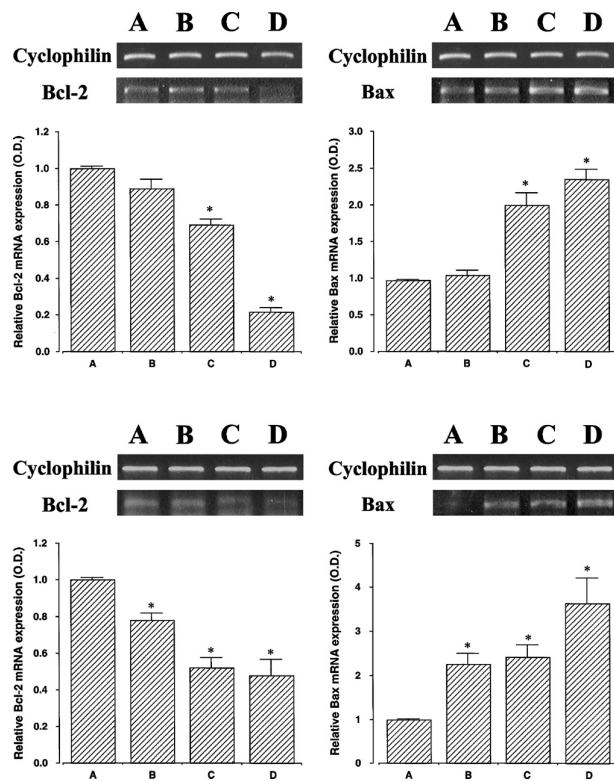 A B C D
Cyclophilin
Bcl-2
Relative Bcl-2 mRNA expression (O.D.)
1.2
1.0
0.8
0.6
0.4
0.2
0.0
*
*
A B C D
A B C D
Cyclophilin
Bax
Relative Bax mRNA expression (O.D.)
3.0
2.5
2.0
1.5
1.0
0.5
0.0
*
*
A B C D
A B C D
Cyclophilin
Bcl-2
Relative Bcl-2 mRNA expression (O.D.)
1.2
1.0
0.8
0.6
0.4
0.2
0.0
*
*
*
A B C D
A B C D
Cyclophilin
Bax
Relative Bax mRNA expression (O.D.)
5
4
3
2
1
0
*
*
*
A B C D